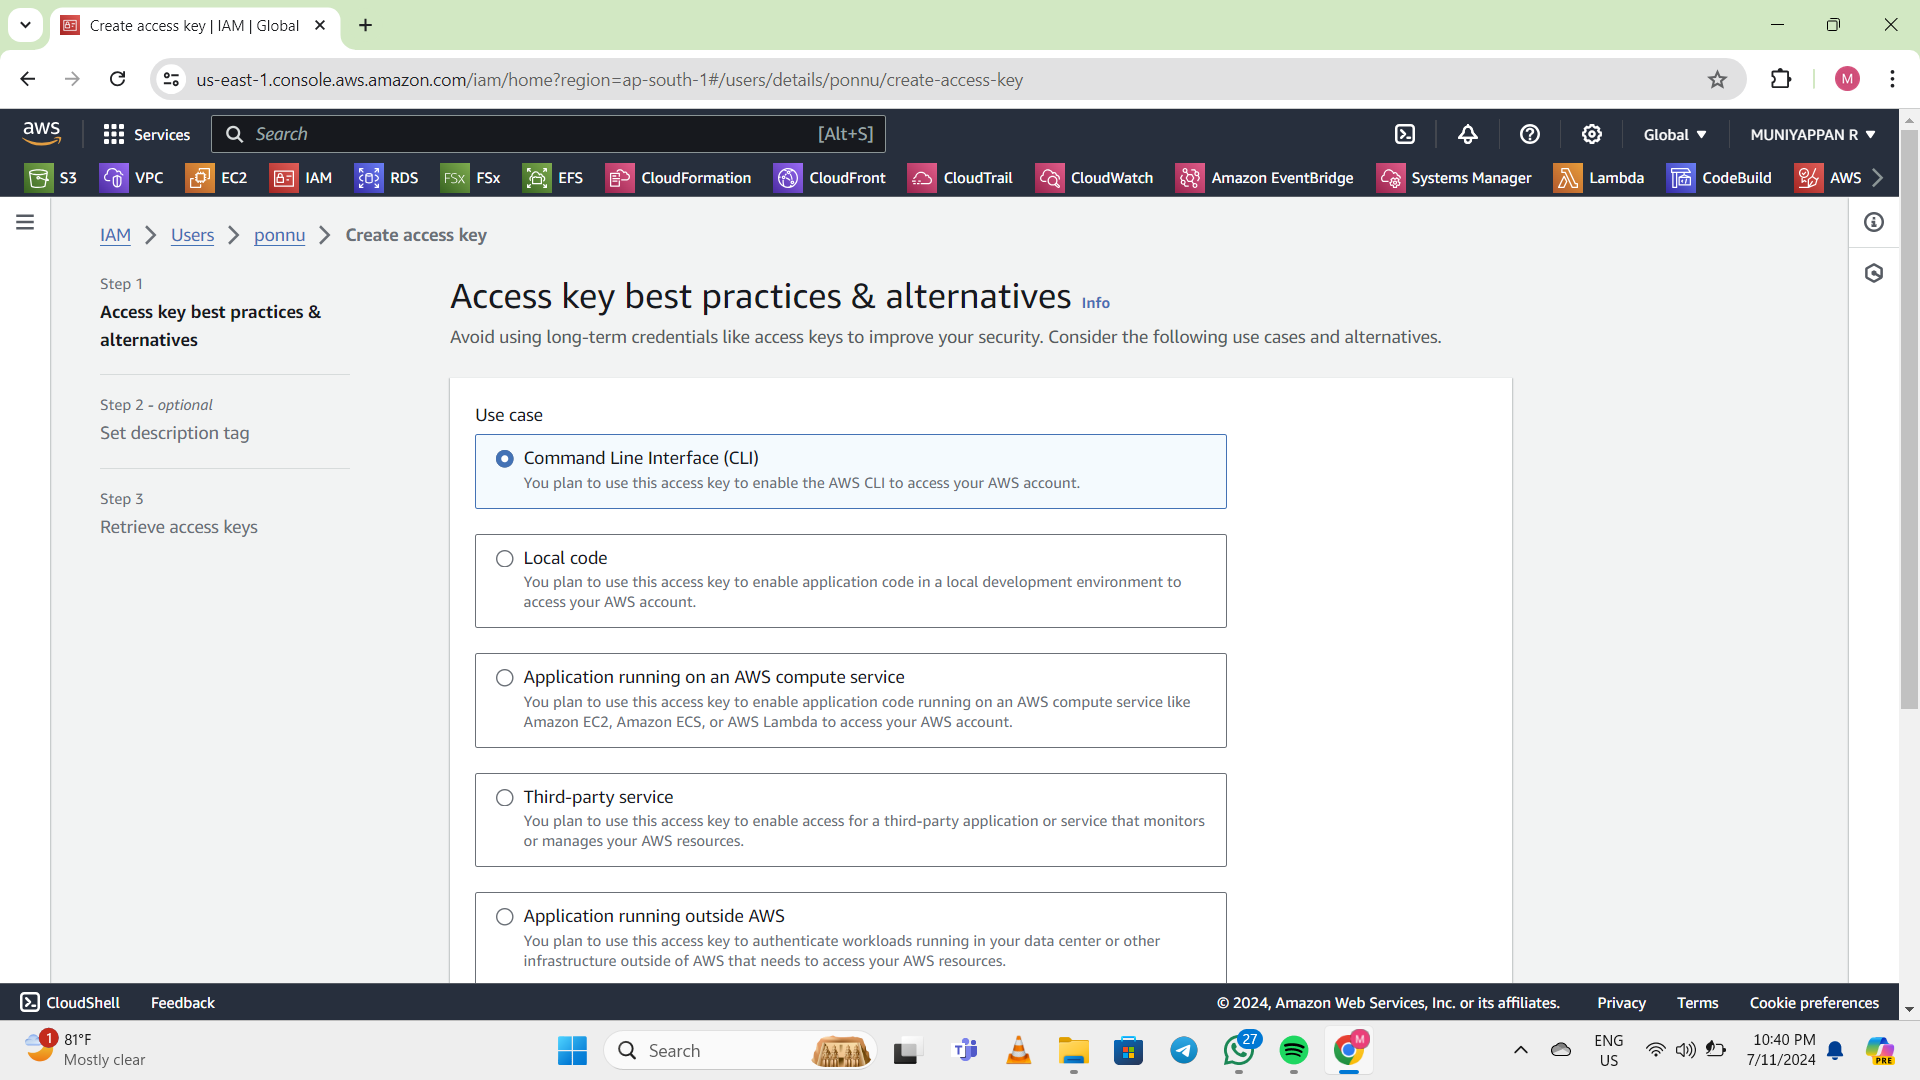 Create access key | IAM | Global
us-east-1.console.aws.amazon.com/iam/home?region=ap-south-1#/users/details/ponnu/create-access-key
M
aws
Services
Search
[Alt+S]
Global
MUNIYAPPAN R
S3
VPC
EC2
IAM
RDS
FSx
FSx
EFS
CloudFormation
CloudFront
CloudTrail
CloudWatch
Amazon EventBridge
Systems Manager
Lambda
CodeBuild
AWS
IAM
Users
ponnu
Create access key
Step 1
Access key best practices &
alternatives
Step 2 - optional
Set description tag
Step 3
Retrieve access keys
Access key best practices & alternatives Info
Avoid using long-term credentials like access keys to improve your security. Consider the following use cases and alternatives.
Use case
Command Line Interface (CLI)
You plan to use this access key to enable the AWS CLI to access your AWS account.
Local code
You plan to use this access key to enable application code in a local development environment to
access your AWS account.
Application running on an AWS compute service
You plan to use this access key to enable application code running on an AWS compute service like
Amazon EC2, Amazon ECS, or AWS Lambda to access your AWS account.
Third-party service
You plan to use this access key to enable access for a third-party application or service that monitors
or manages your AWS resources.
Application running outside AWS
You plan to use this access key to authenticate workloads running in your data center or other
infrastructure outside of AWS that needs to access your AWS resources.
CloudShell
Feedback
© 2024, Amazon Web Services, Inc. or its affiliates.
Privacy
Terms
Cookie preferences
1
81°F
Mostly clear
Search
27
M
ENG
US
10:40 PM
7/11/2024
PRE